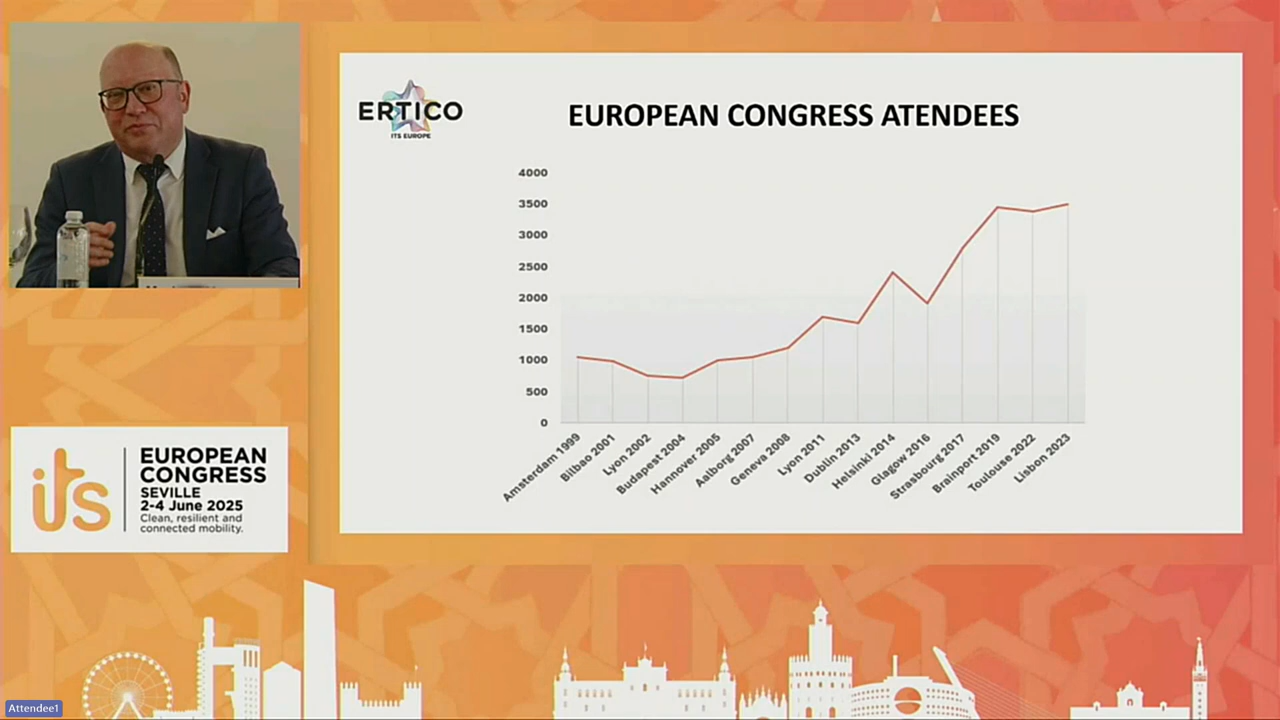 ERTICO
ITS EUROPE
EUROPEAN CONGRESS ATENDEES
4000
3500
3000
2500
2000
1500
1000
500
0
Amsterdam 1999
Bilbao 2001
Lyon 2002
Budapest 2004
Hannover 2005
Aalborg 2007
Geneva 2008
Lyon 2011
Dublin 2013
Helsinki 2014
Glagow 2016
Strasbourg 2017
Brainport 2019
Toulouse 2022
Lisbon 2023
its
EUROPEAN
CONGRESS
SEVILLE
2-4 June 2025
Clean, resilient and
connected mobility.
Attendee1